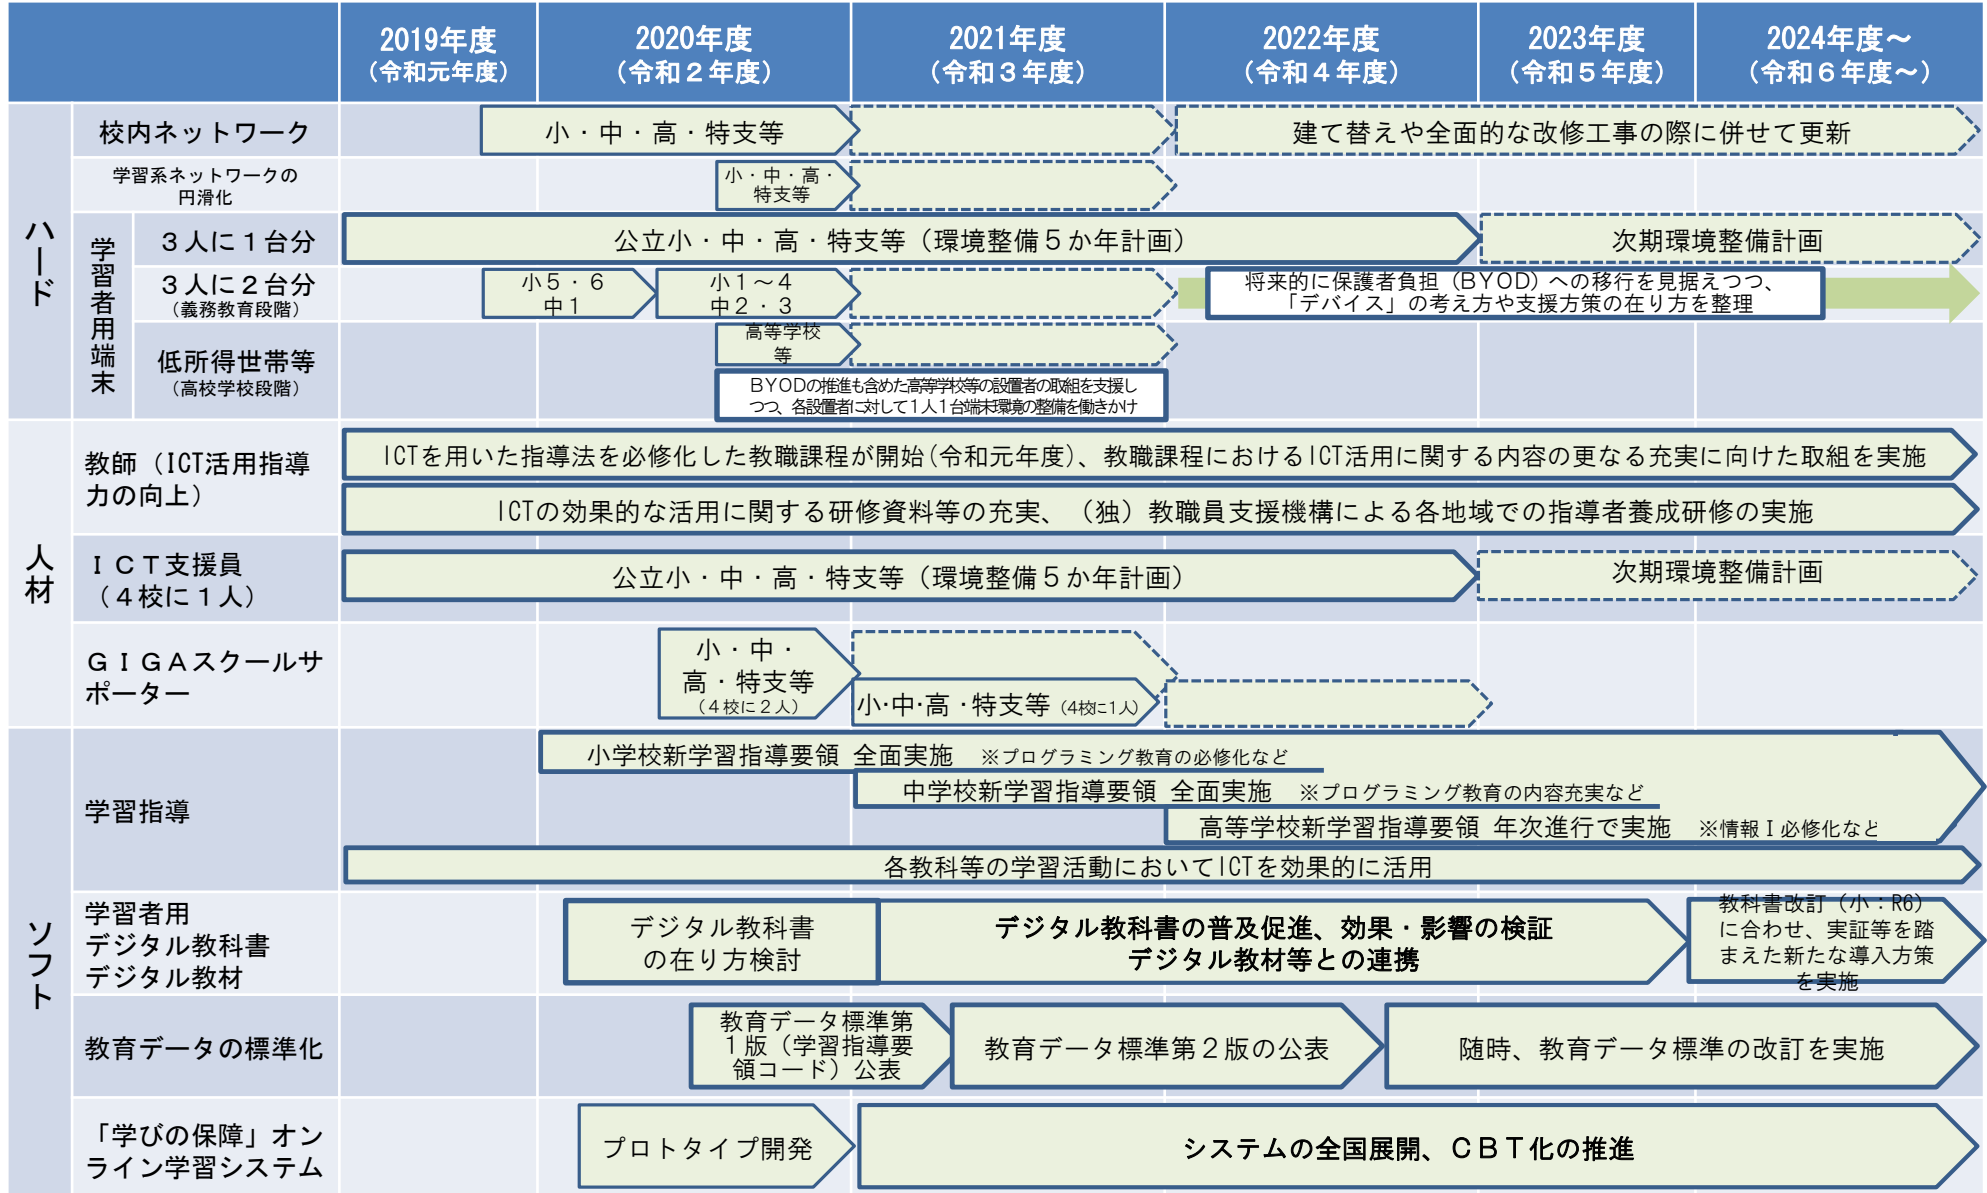 2019年度
（令和元年度）
2020年度
（令和２年度）
2021年度
（令和３年度）
2022年度
（令和４年度）
2023年度
（令和５年度）
2024年度～
（令和６年度～）
ハード
校内ネットワーク
小・中・高・特支等
建て替えや全面的な改修工事の際に併せて更新
学習系ネットワークの
円滑化
小・中・高・
特支等
学習者用端末
３人に１台分
公立小・中・高・特支等（環境整備５か年計画）
次期環境整備計画
３人に２台分
（義務教育段階）
小５・６
中１
小１～４
中２・３
将来的に保護者負担（BYOD）への移行を見据えつつ、
「デバイス」の考え方や支援方策の在り方を整理
低所得世帯等
（高校学校段階）
高等学校
等
ＢＹＯＤの推進も含めた高等学校等の設置者の取組を支援し
つつ、各設置者に対して１人１台端末環境の整備を働きかけ
人材
教師（ICT活用指導
力の向上）
ICTを用いた指導法を必修化した教職課程が開始(令和元年度)、教職課程におけるICT活用に関する内容の更なる充実に向けた取組を実施
ICTの効果的な活用に関する研修資料等の充実、（独）教職員支援機構による各地域での指導者養成研修の実施
ＩＣＴ支援員
（４校に１人）
公立小・中・高・特支等（環境整備５か年計画）
次期環境整備計画
ＧＩＧＡスクールサ
ポーター
小・中・
高・特支等
（４校に２人）
小・中・高・特支等（4校に1人）
ソフト
学習指導
小学校新学習指導要領 全面実施 ※プログラミング教育の必修化など
中学校新学習指導要領 全面実施 ※プログラミング教育の内容充実など
高等学校新学習指導要領 年次進行で実施 ※情報Ⅰ必修化など
各教科等の学習活動においてICTを効果的に活用
学習者用
デジタル教科書
デジタル教材
デジタル教科書
の在り方検討
デジタル教科書の普及促進、効果・影響の検証
デジタル教材等との連携
教科書改訂（小：R6）
に合わせ、実証等を踏
まえた新たな導入方策
を実施
教育データの標準化
教育データ標準第
１版（学習指導要
領コード）公表
教育データ標準第２版の公表
随時、教育データ標準の改訂を実施
「学びの保障」オン
ライン学習システム
プロトタイプ開発
システムの全国展開、ＣＢＴ化の推進